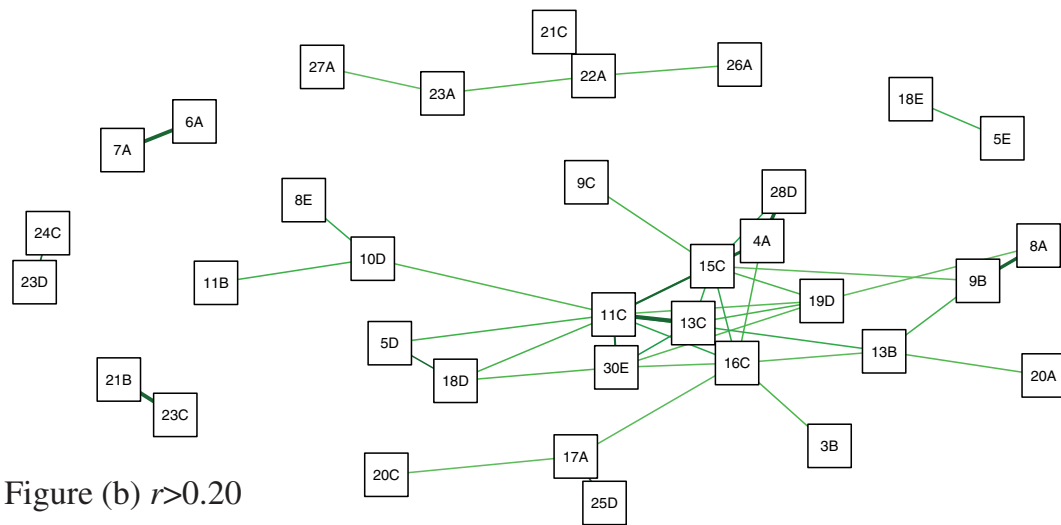 21C
27A
22A
26A
23A
18E
6A
5E
7A
9C
28D
8E
24C
4A
8A
10D
15C
23D
11B
9B
19D
11C
13C
5D
13B
16C
30E
20A
21B
18D
23C
3B
17A
20C
25D
Figure (b) r>0.20